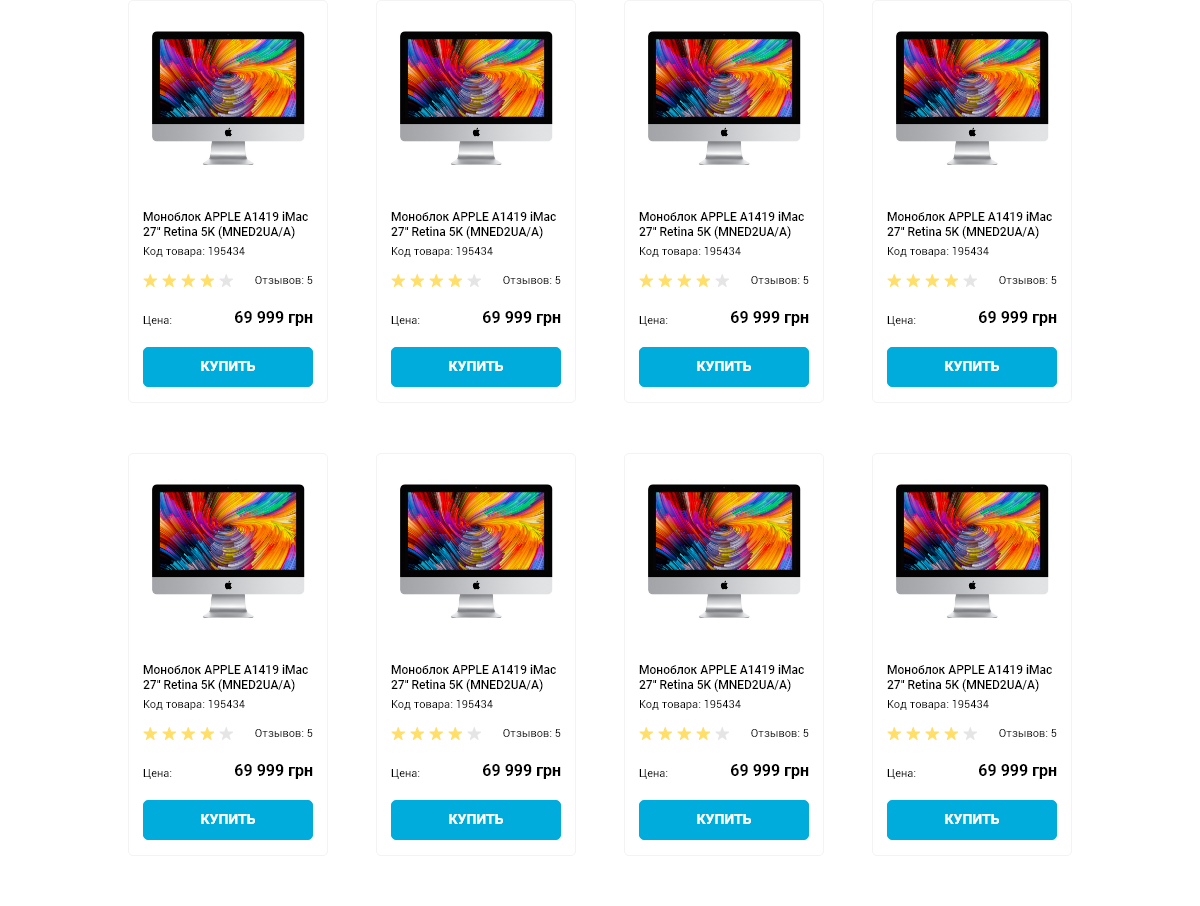 Моноблок APPLE A1419 iMac
27" Retina 5K (MNED2UA/A)
Код товара: 195434
Отзывов: 5
Цена: 69 999 грн
КУПИТЬ
Моноблок APPLE A1419 iMac
27" Retina 5K (MNED2UA/A)
Код товара: 195434
Отзывов: 5
Цена: 69 999 грн
КУПИТЬ
Моноблок APPLE A1419 iMac
27" Retina 5K (MNED2UA/A)
Код товара: 195434
Отзывов: 5
Цена: 69 999 грн
КУПИТЬ
Моноблок APPLE A1419 iMac
27" Retina 5K (MNED2UA/A)
Код товара: 195434
Отзывов: 5
Цена: 69 999 грн
КУПИТЬ
Моноблок APPLE A1419 iMac
27" Retina 5K (MNED2UA/A)
Код товара: 195434
Отзывов: 5
Цена: 69 999 грн
КУПИТЬ
Моноблок APPLE A1419 iMac
27" Retina 5K (MNED2UA/A)
Код товара: 195434
Отзывов: 5
Цена: 69 999 грн
КУПИТЬ
Моноблок APPLE A1419 iMac
27" Retina 5K (MNED2UA/A)
Код товара: 195434
Отзывов: 5
Цена: 69 999 грн
КУПИТЬ
Моноблок APPLE A1419 iMac
27" Retina 5K (MNED2UA/A)
Код товара: 195434
Отзывов: 5
Цена: 69 999 грн
КУПИТЬ